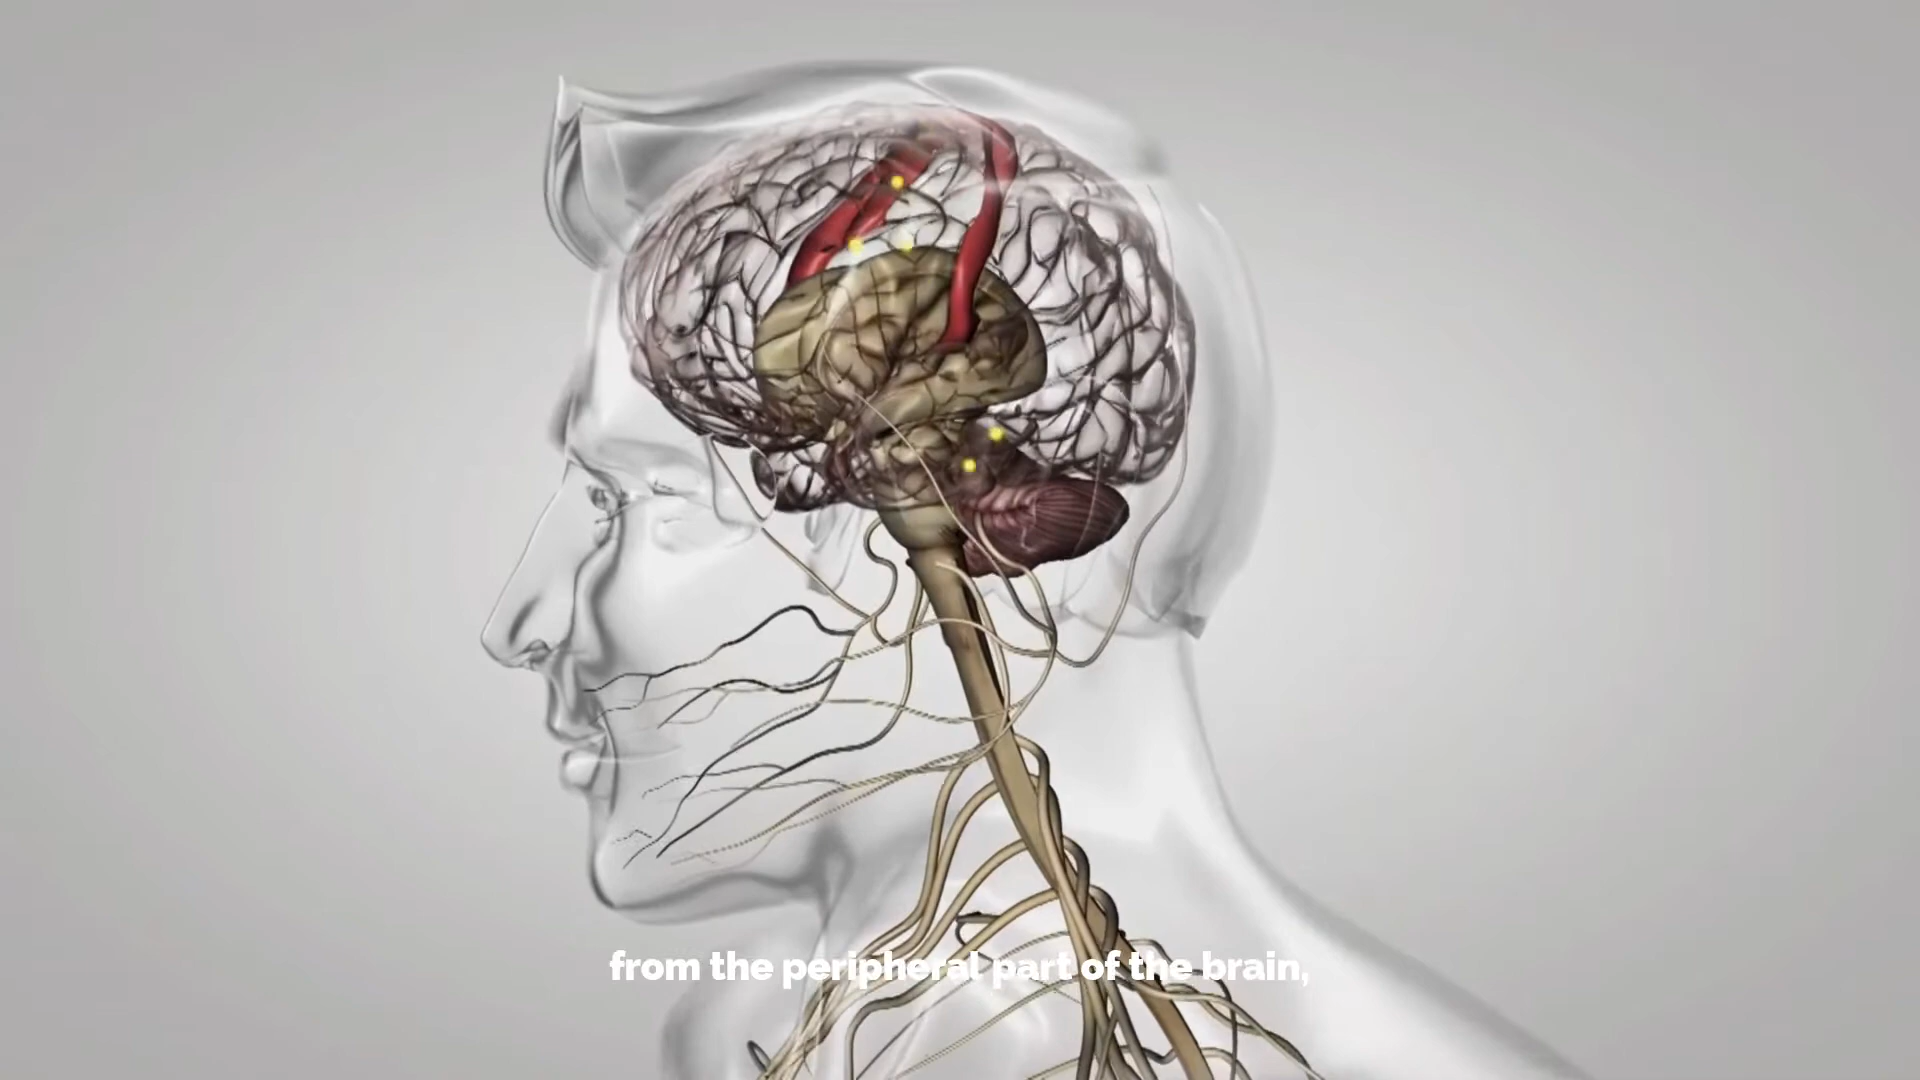 from the peripheral part of the brain,